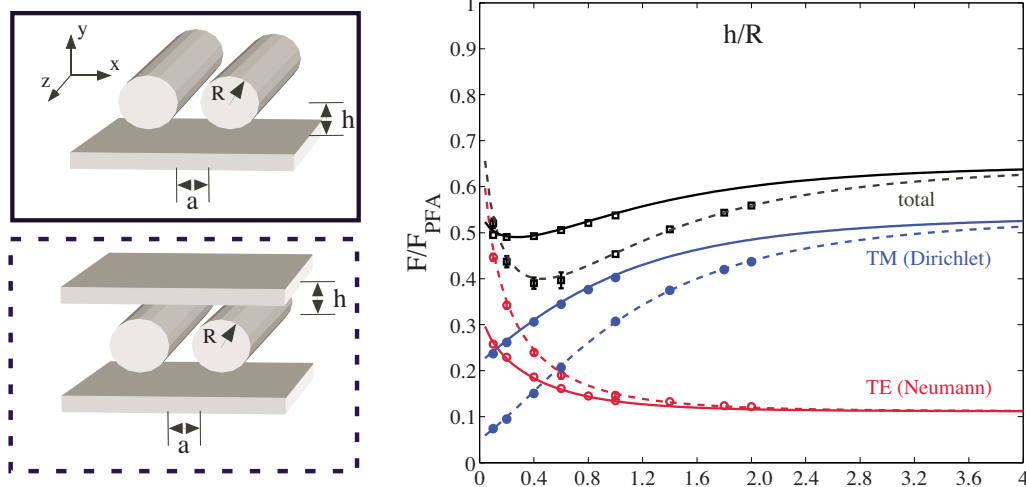 y
x
z
R
h
a
h
R
a
h/R
F/F_PFA
1
0.9
0.8
0.7
0.6
0.5
0.4
0.3
0.2
0.1
0
total
TM (Dirichlet)
TE (Neumann)
0 0.4 0.8 1.2 1.6 2.0 2.4 2.8 3.2 3.6 4